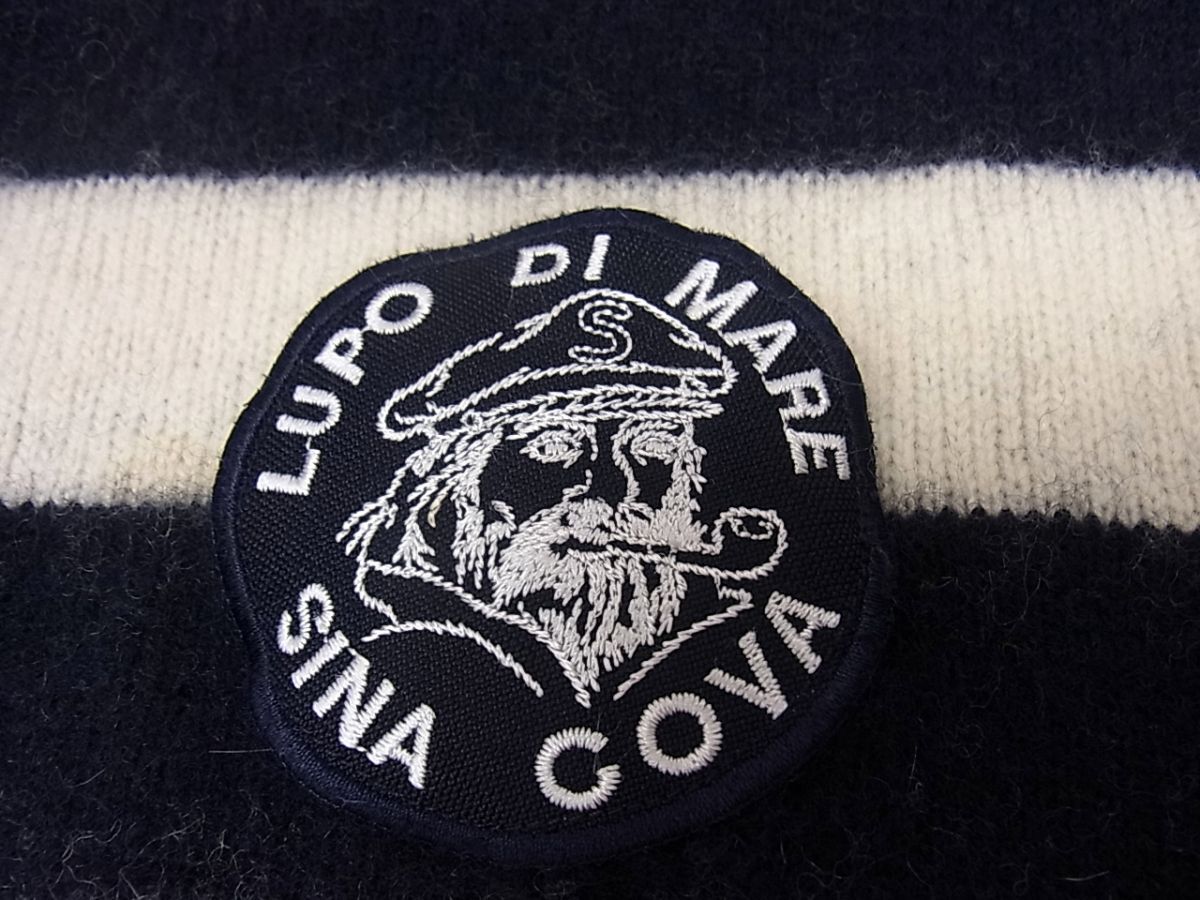 LUPO DI MARE
S
SINA COVA